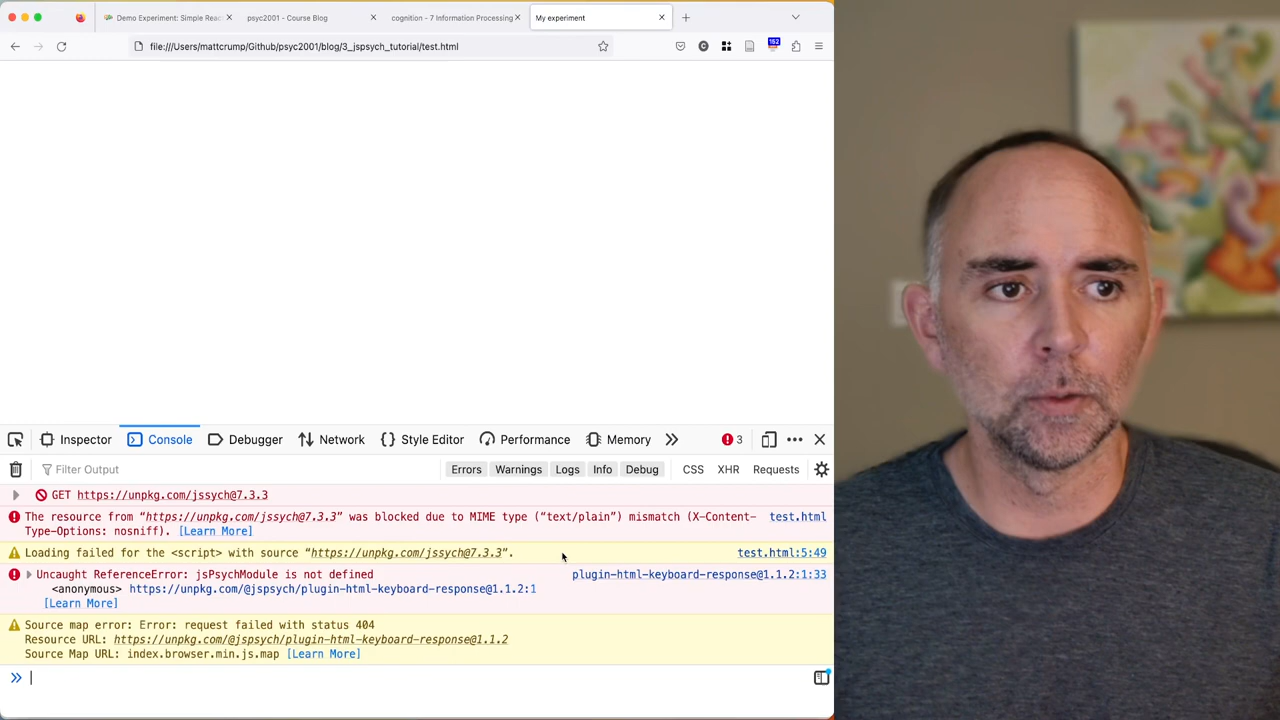 Demo Experiment: Simple Reac
psyc2001 - Course Blog
cognition - 7 Information Processing
My experiment
file:///Users/mattcrump/Github/psyc2001/blog/3_jspsych_tutorial/test.html
152
Inspector
Console
Debugger
Network
Style Editor
Performance
Memory
3
Filter Output
Errors
Warnings
Logs
Info
Debug
CSS
XHR
Requests
GET https://unpkg.com/jssych@7.3.3
The resource from “https://unpkg.com/jssych@7.3.3” was blocked due to MIME type (“text/plain”) mismatch (X-Content- test.html
Type-Options: nosniff). [Learn More]
Loading failed for the <script> with source “https://unpkg.com/jssych@7.3.3”. test.html:5:49
Uncaught ReferenceError: jsPsychModule is not defined plugin-html-keyboard-response@1.1.2:1:33
<anonymous> https://unpkg.com/@jspsych/plugin-html-keyboard-response@1.1.2:1
[Learn More]
Source map error: Error: request failed with status 404
Resource URL: https://unpkg.com/@jspsych/plugin-html-keyboard-response@1.1.2
Source Map URL: index.browser.min.js.map [Learn More]